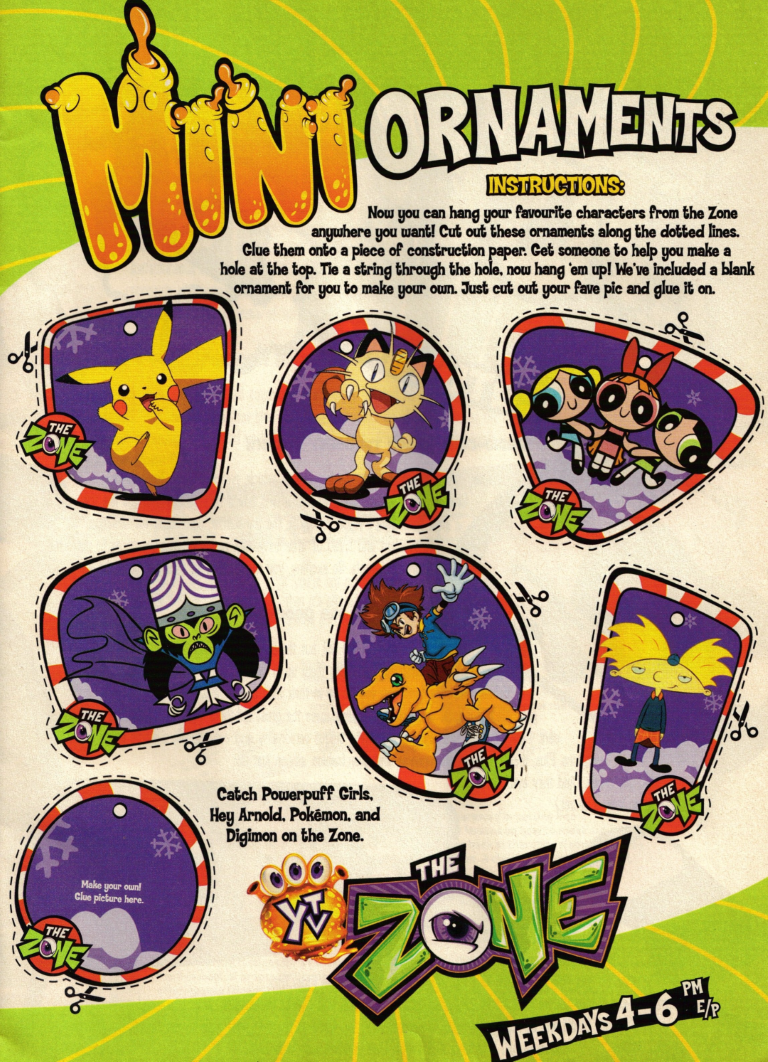 MINI ORNAMENTS
INSTRUCTIONS:
Now you can hang your favourite characters from the Zone
anywhere you want! Cut out these ornaments along the dotted lines.
Glue them onto a piece of construction paper. Get someone to help you make a
hole at the top. Tie a string through the hole, now hang 'em up! We've included a blank
ornament for you to make your own. Just cut out your fave pic and glue it on.
THE
ZONE
THE
ZONE
THE
ZONE
THE
ZONE
THE
ZONE
THE
ZONE
Make your own!
Glue picture here.
THE
ZONE
Catch Powerpuff Girls,
Hey Arnold, Pokémon, and
Digimon on the Zone.
YTV
THE
ZONE
WEEKDAYS 4-6 PM E/P